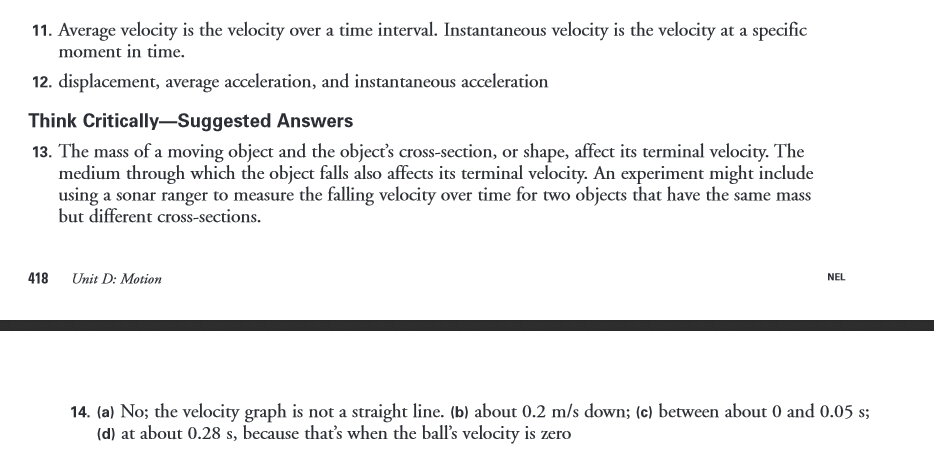 11. Average velocity is the velocity over a time interval. Instantaneous velocity is the velocity at a specific
moment in time.
12. displacement, average acceleration, and instantaneous acceleration
Think Critically—Suggested Answers
13. The mass of a moving object and the object's cross-section, or shape, affect its terminal velocity. The
medium through which the object falls also affects its terminal velocity. An experiment might include
using a sonar ranger to measure the falling velocity over time for two objects that have the same mass
but different cross-sections.
418 Unit D: Motion NEL
14. (a) No; the velocity graph is not a straight line. (b) about 0.2 m/s down; (c) between about 0 and 0.05 s;
(d) at about 0.28 s, because that's when the ball's velocity is zero